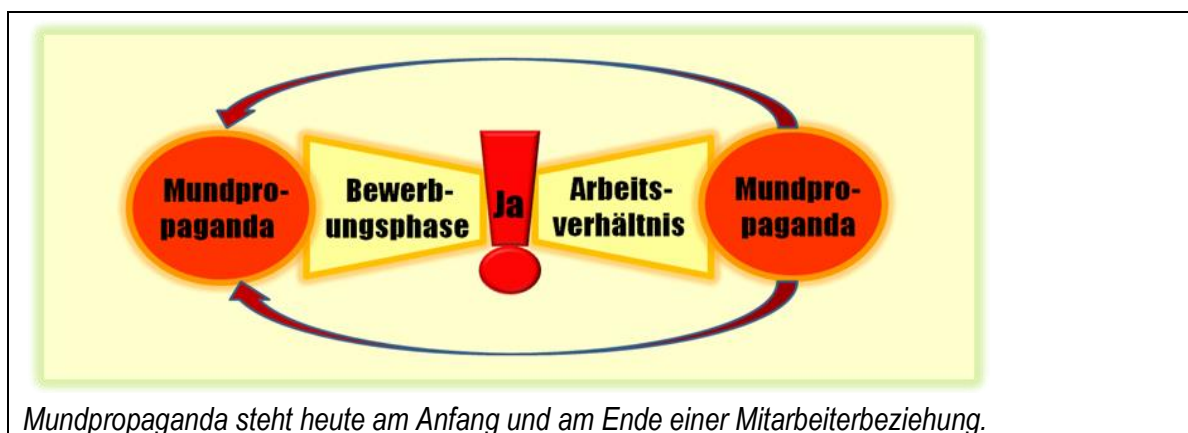 Mundpro-
paganda
Bewerb-
ungsphase
Ja
Arbeits-
verhältnis
Mundpro-
paganda
Mundpropaganda steht heute am Anfang und am Ende einer Mitarbeiterbeziehung.